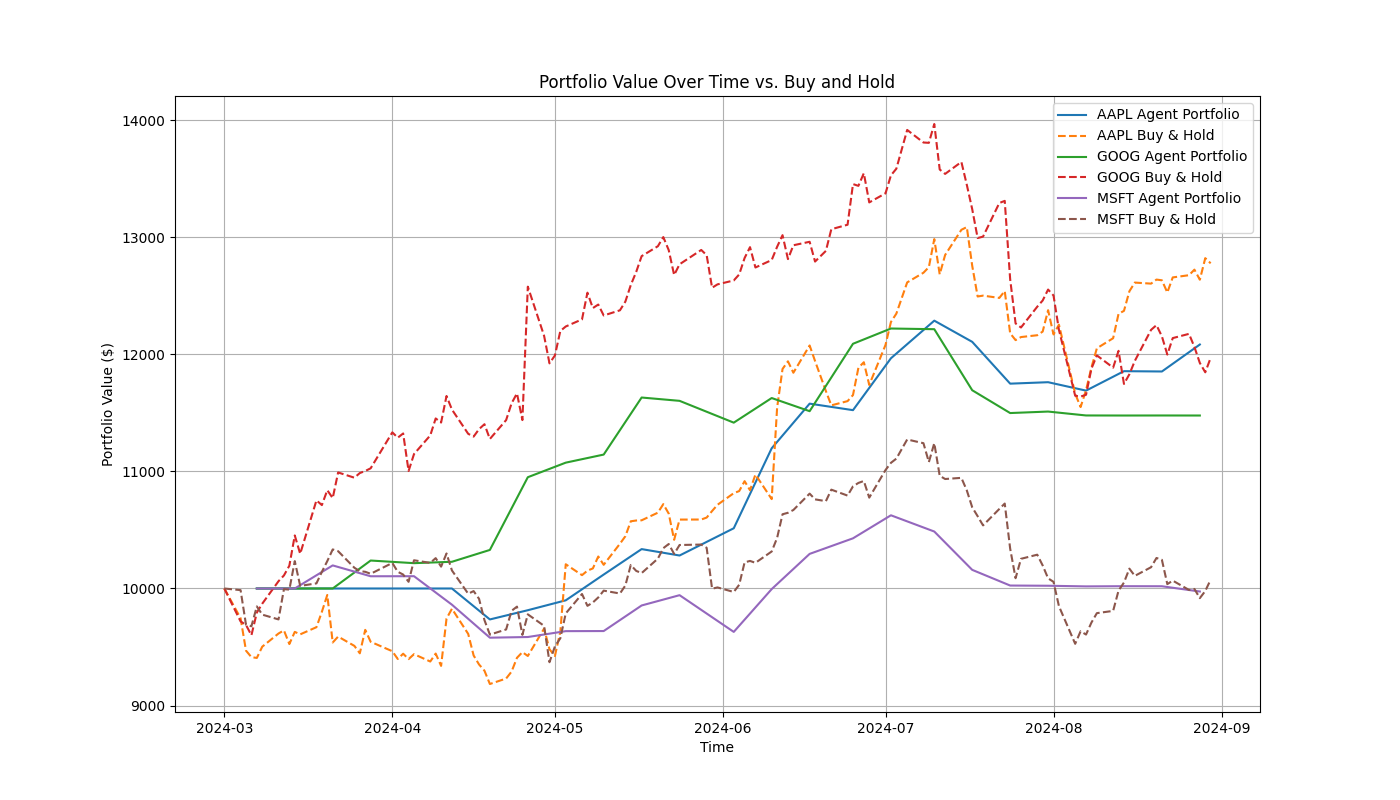 Portfolio Value Over Time vs. Buy and Hold
AAPL Agent Portfolio
AAPL Buy & Hold
GOOG Agent Portfolio
GOOG Buy & Hold
MSFT Agent Portfolio
MSFT Buy & Hold
Portfolio Value ($)
14000
13000
12000
11000
10000
9000
2024-03 2024-04 2024-05 2024-06 2024-07 2024-08 2024-09
Time